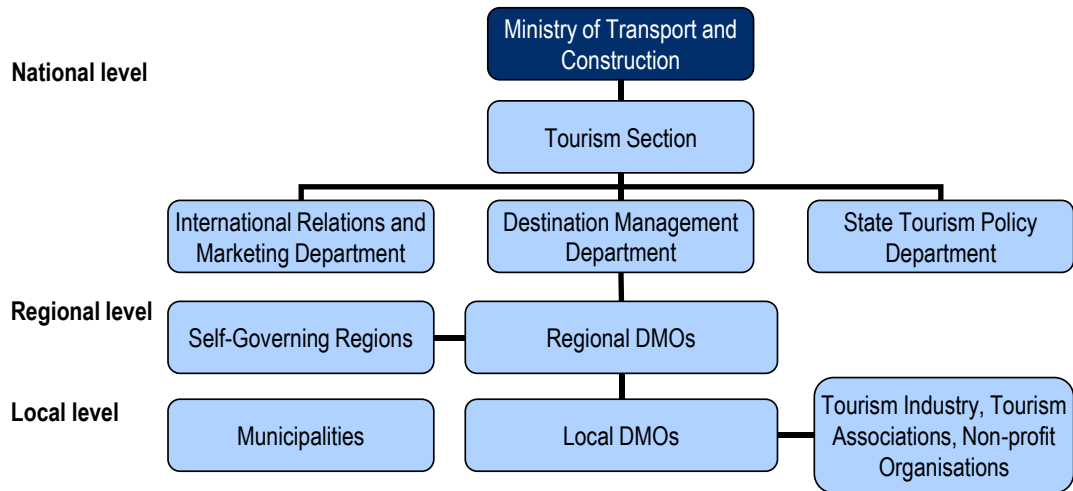 Ministry of Transport and
Construction
National level
Tourism Section
International Relations and
Marketing Department
Destination Management
Department
State Tourism Policy
Department
Regional level
Self-Governing Regions
Regional DMOs
Local level
Municipalities
Local DMOs
Tourism Industry, Tourism
Associations, Non-profit
Organisations